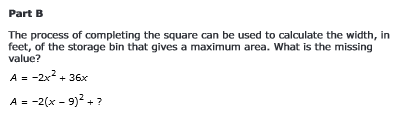 Part B
The process of completing the square can be used to calculate the width, in
feet, of the storage bin that gives a maximum area. What is the missing
value?
A = −2x² + 36x
A = −2(x − 9)² + ?